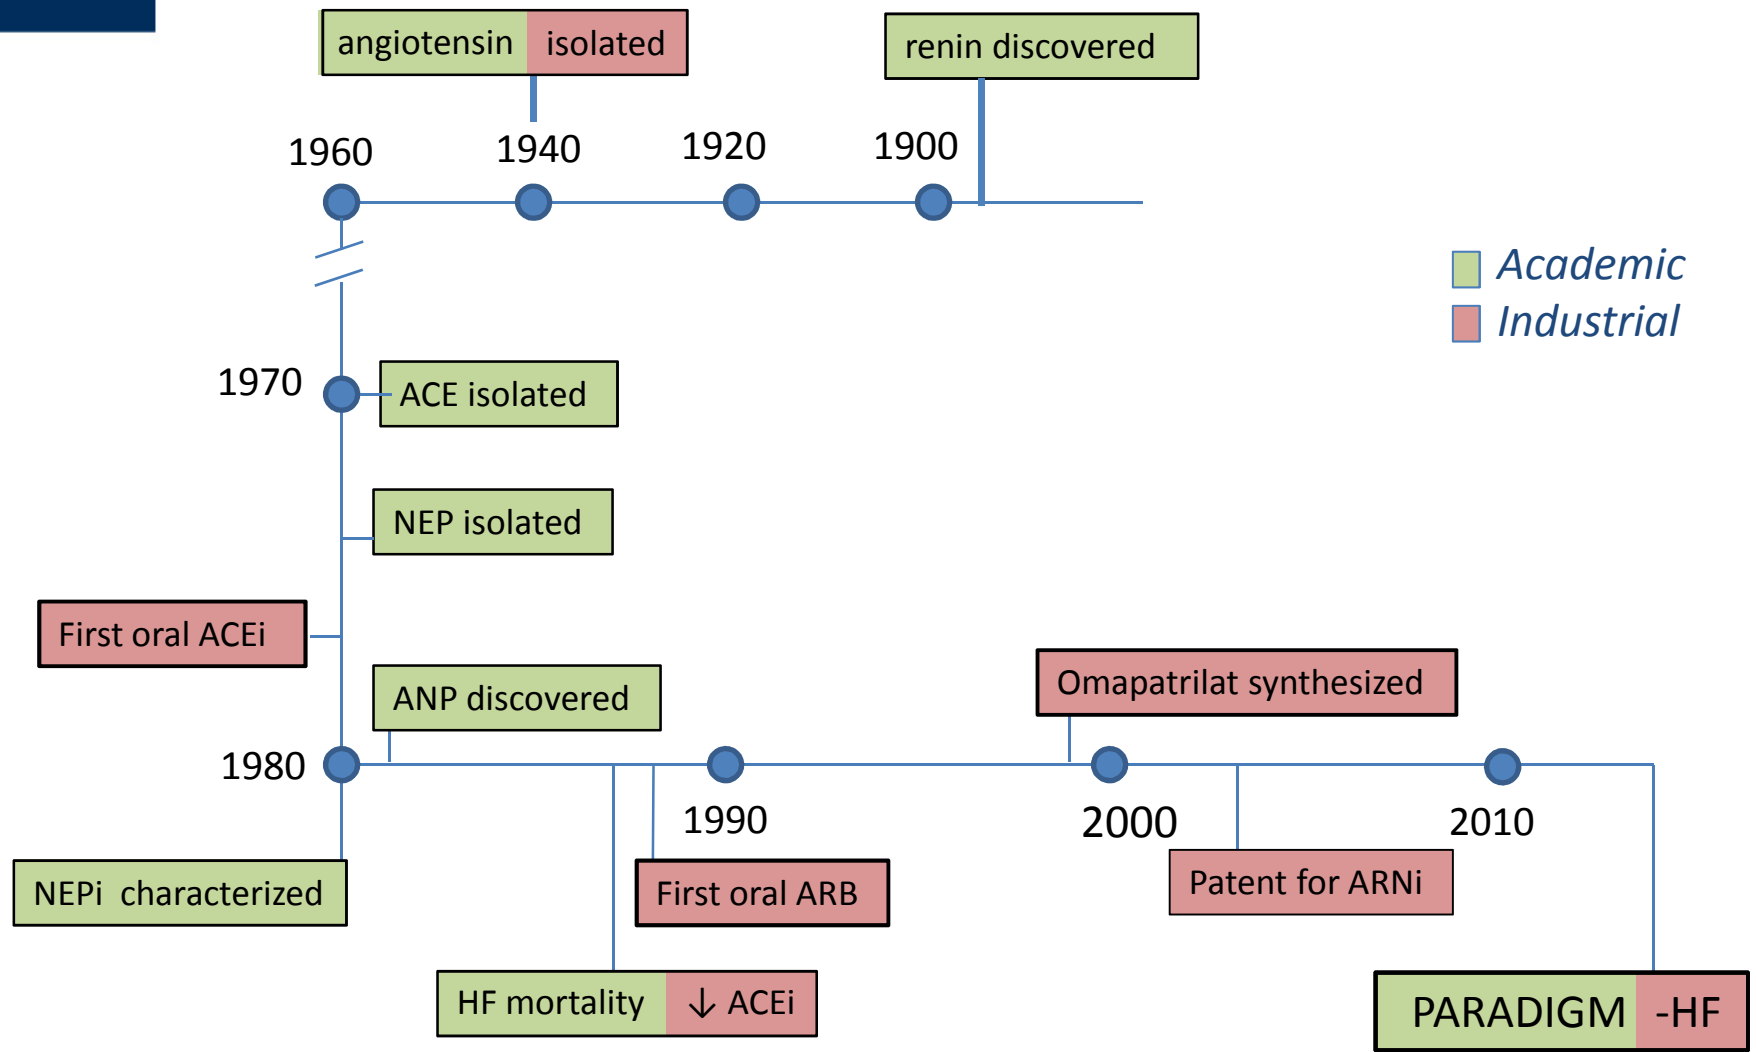 angiotensin isolated
renin discovered
1960
1940
1920
1900
Academic
Industrial
1970
ACE isolated
NEP isolated
First oral ACEi
ANP discovered
Omapatrilat synthesized
1980
1990
2000
2010
NEPi characterized
First oral ARB
Patent for ARNi
HF mortality ↓ ACEi
PARADIGM -HF